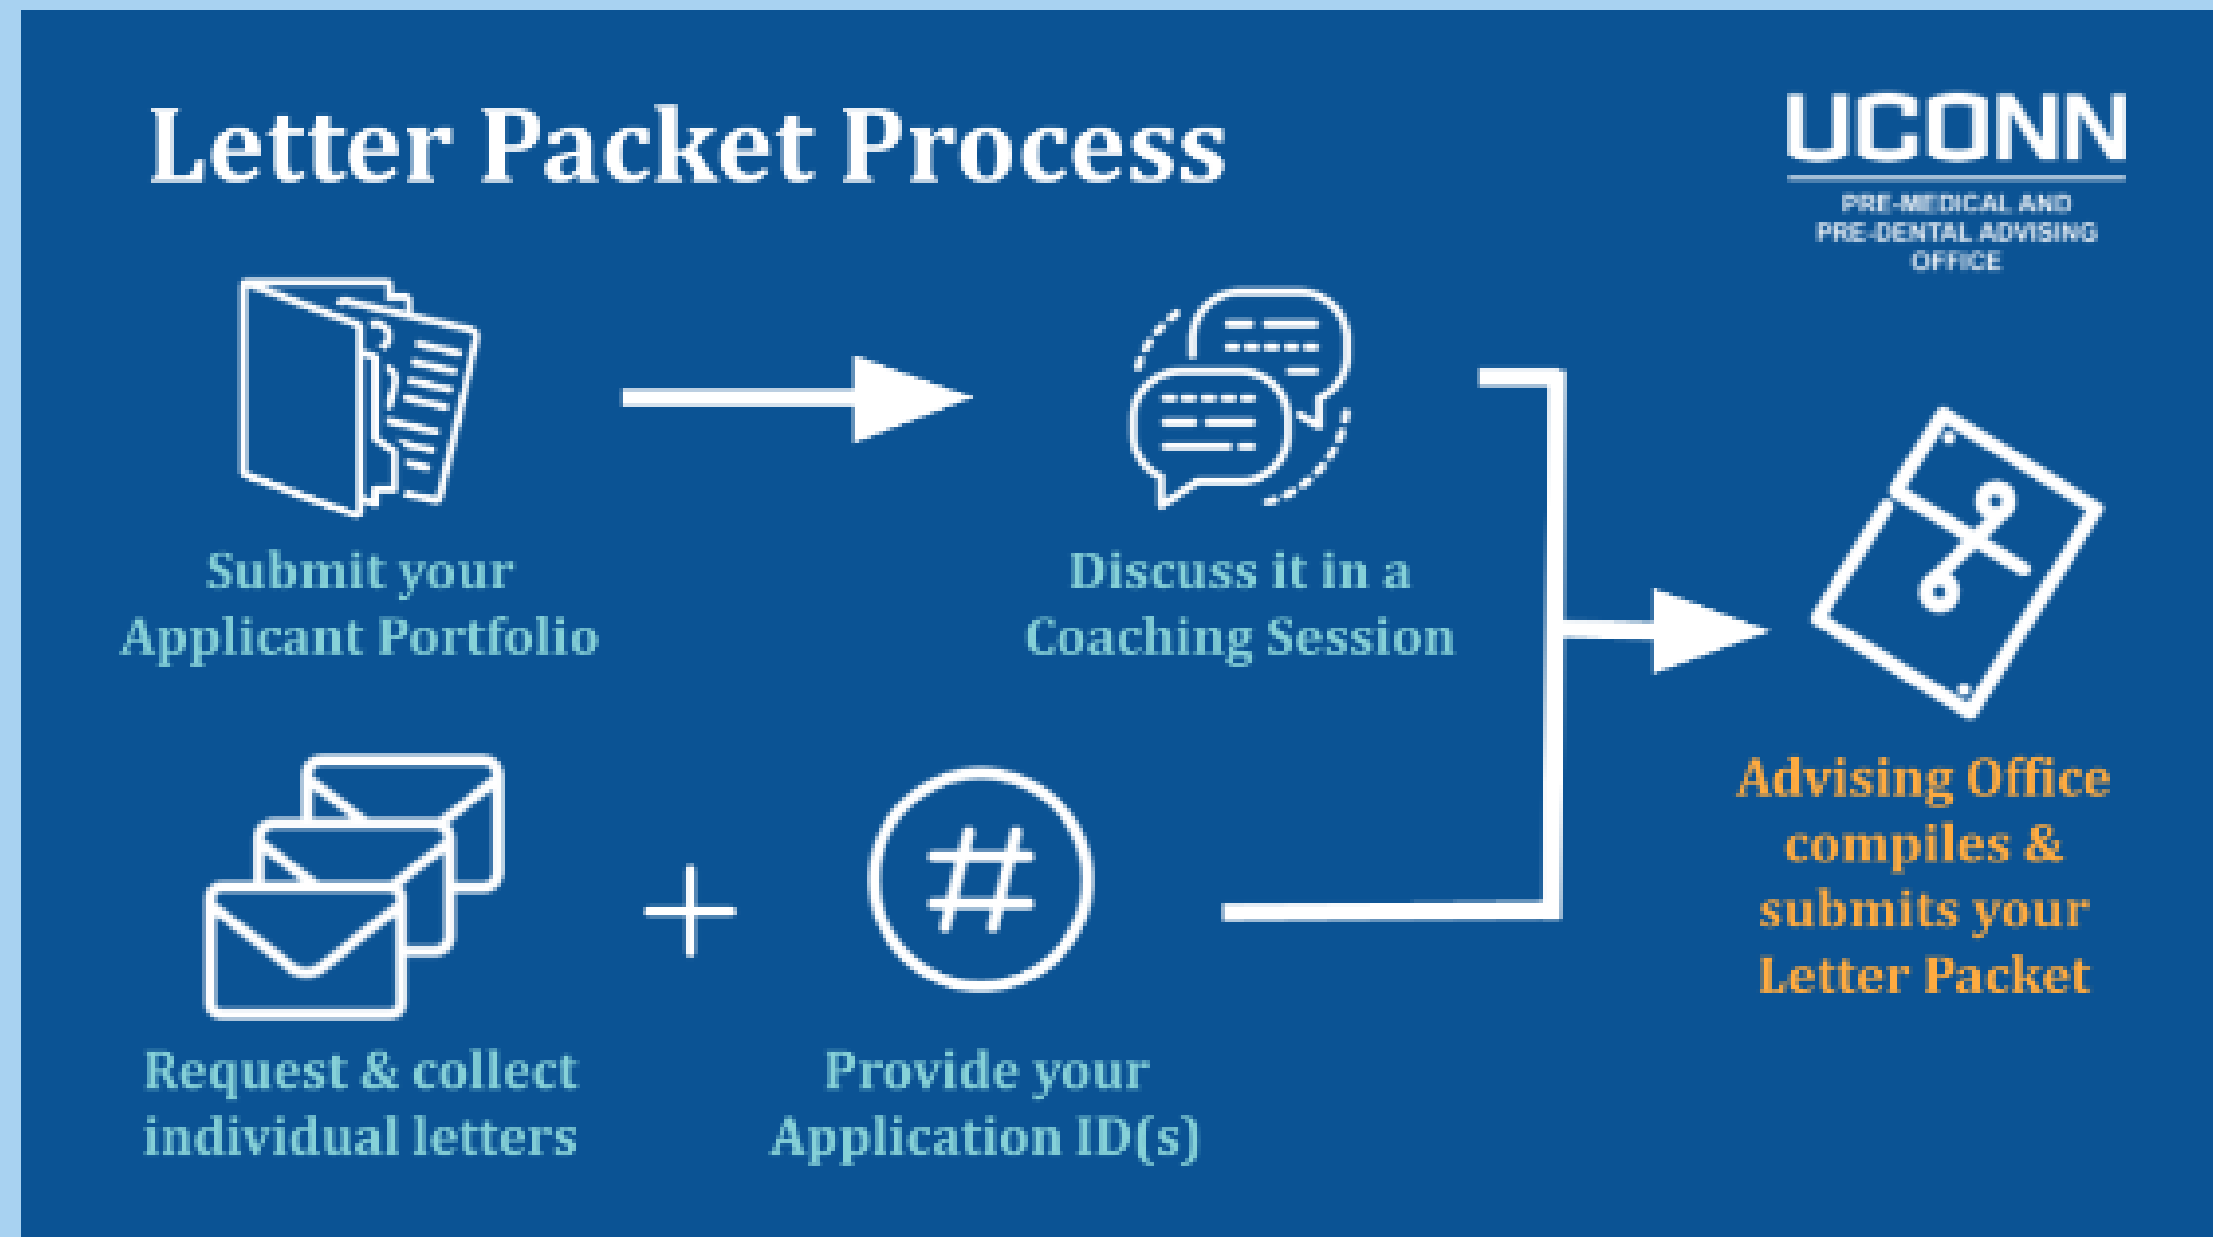 Letter Packet Process
UCONN
PRE-MEDICAL AND
PRE-DENTAL ADVISING
OFFICE
Submit your
Applicant Portfolio
Discuss it in a
Coaching Session
Request & collect
individual letters
#
Provide your
Application ID(s)
Advising Office
compiles &
submits your
Letter Packet